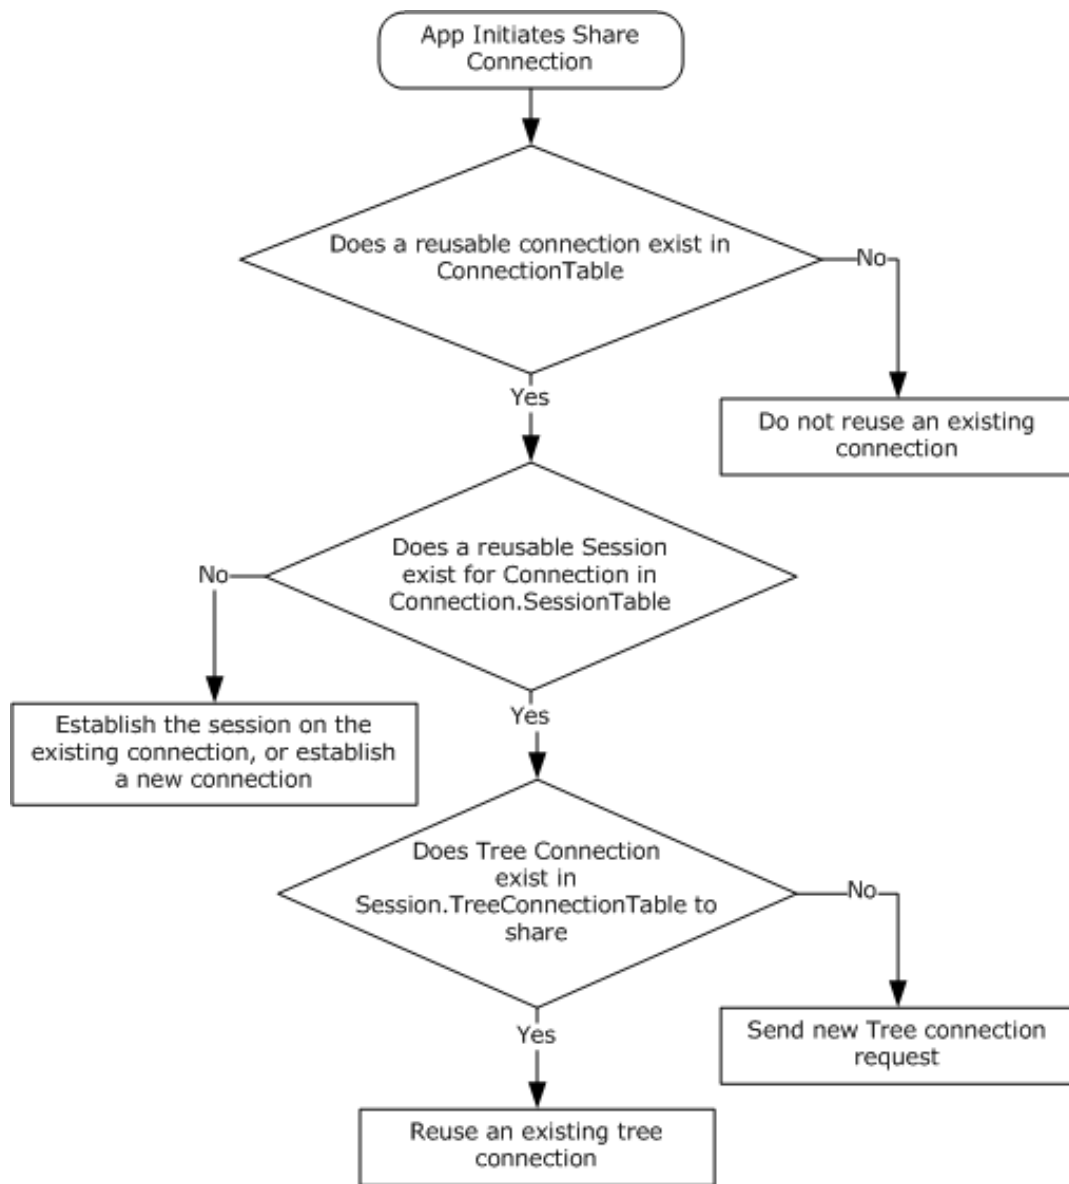 App Initiates Share
Connection
Does a reusable connection exist in
ConnectionTable
No
Yes
Do not reuse an existing
connection
Does a reusable Session
exist for Connection in
Connection.SessionTable
No
Yes
Establish the session on the
existing connection, or establish
a new connection
Does Tree Connection
exist in
Session.TreeConnectionTable to
share
No
Yes
Send new Tree connection
request
Reuse an existing tree
connection